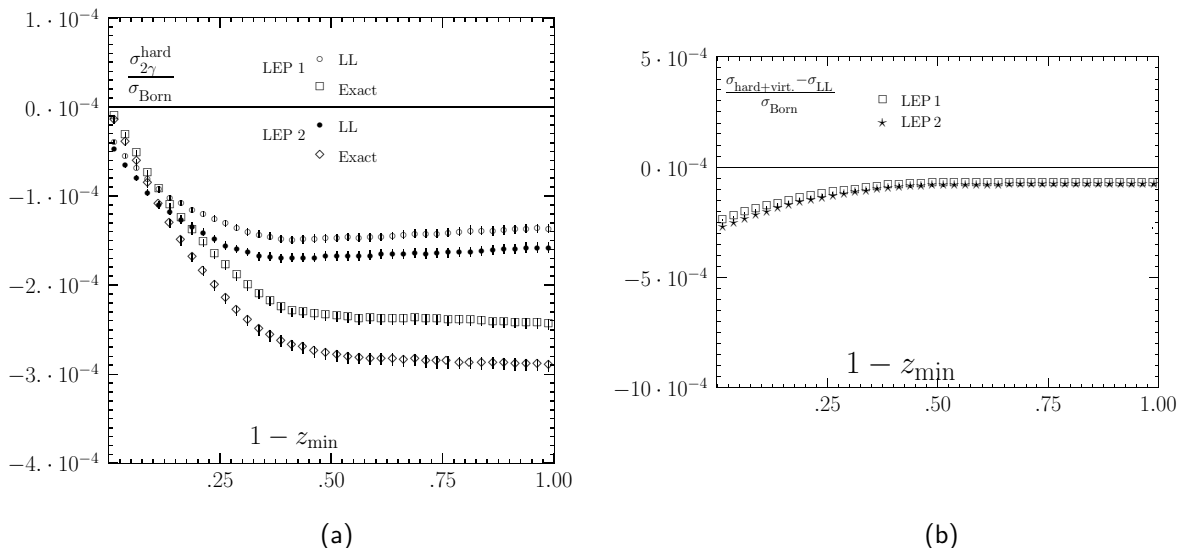 1. · 10⁻⁴
0. · 10⁻⁴
−1. · 10⁻⁴
−2. · 10⁻⁴
−3. · 10⁻⁴
−4. · 10⁻⁴
σ^hard_2γ
σ_Born
LEP 1 ○ LL
□ Exact
LEP 2 • LL
◇ Exact
1 − z_min
.25 .50 .75 1.00
(a)
5 · 10⁻⁴
0 · 10⁻⁴
−5 · 10⁻⁴
−10 · 10⁻⁴
σ_hard+virt. − σ_LL
σ_Born
□ LEP 1
★ LEP 2
1 − z_min
.25 .50 .75 1.00
(b)